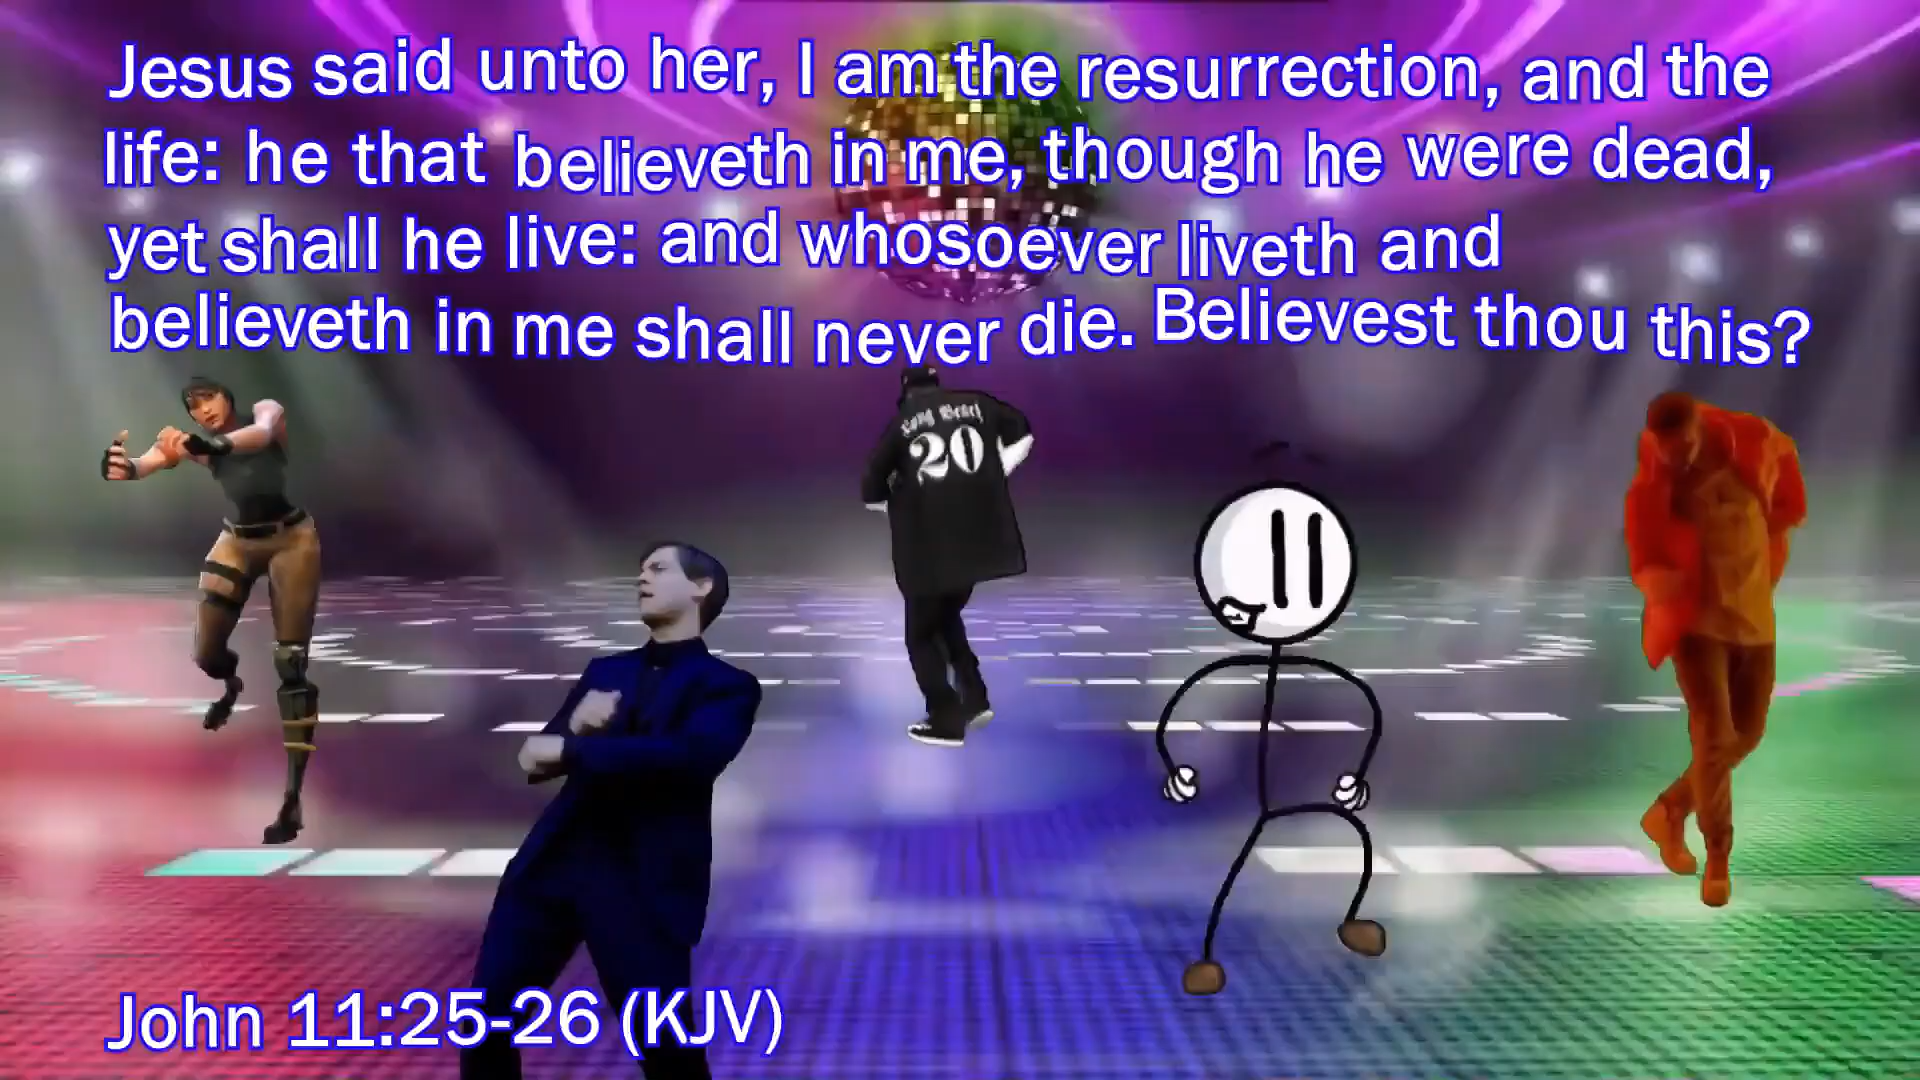 Jesus said unto her, I am the resurrection, and the
life: he that believeth in me, though he were dead,
yet shall he live: and whosoever liveth and
believeth in me shall never die. Believest thou this?
Long Beach
20
John 11:25-26 (KJV)